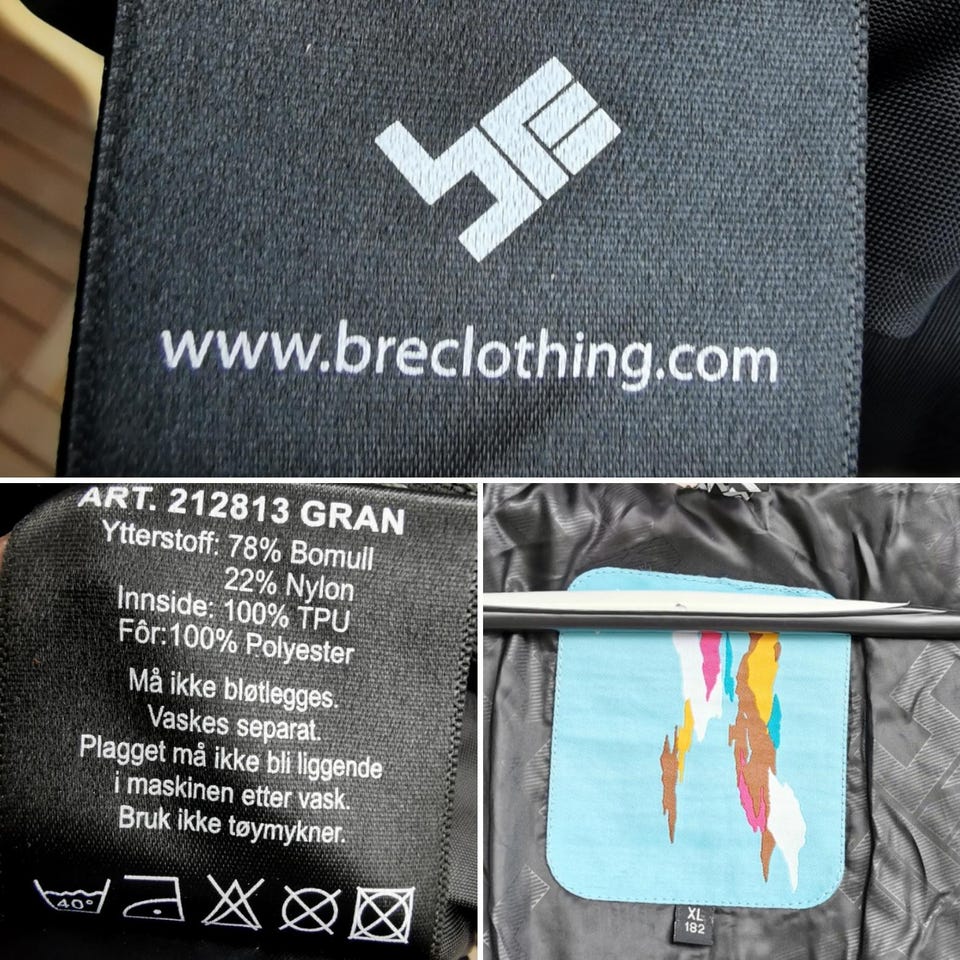 www.breclothing.com
ART. 212813 GRAN
Ytterstoff: 78% Bomull
22% Nylon
Innside: 100% TPU
Fôr:100% Polyester
Må ikke bløtlegges.
Vaskes separat.
Plagget må ikke bli liggende
i maskinen etter vask.
Bruk ikke tøymykner.
40°
XL
182